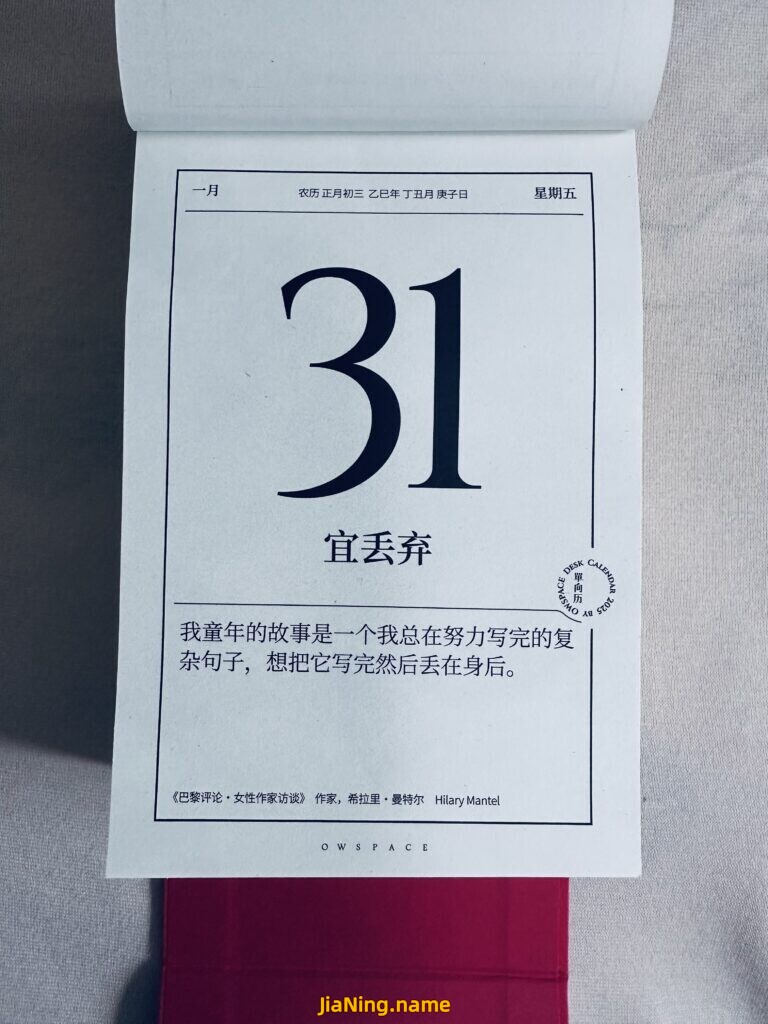 一月
农历 正月初三 乙巳年 丁丑月 庚子日
星期五
31
宜丢弃
DESK CALENDAR 2025 BY OWSPACE
單向历
我童年的故事是一个我总在努力写完的复
杂句子，想把它写完然后丢在身后。
《巴黎评论·女性作家访谈》 作家，希拉里·曼特尔 Hilary Mantel
OWSPACE
JiaNing.name